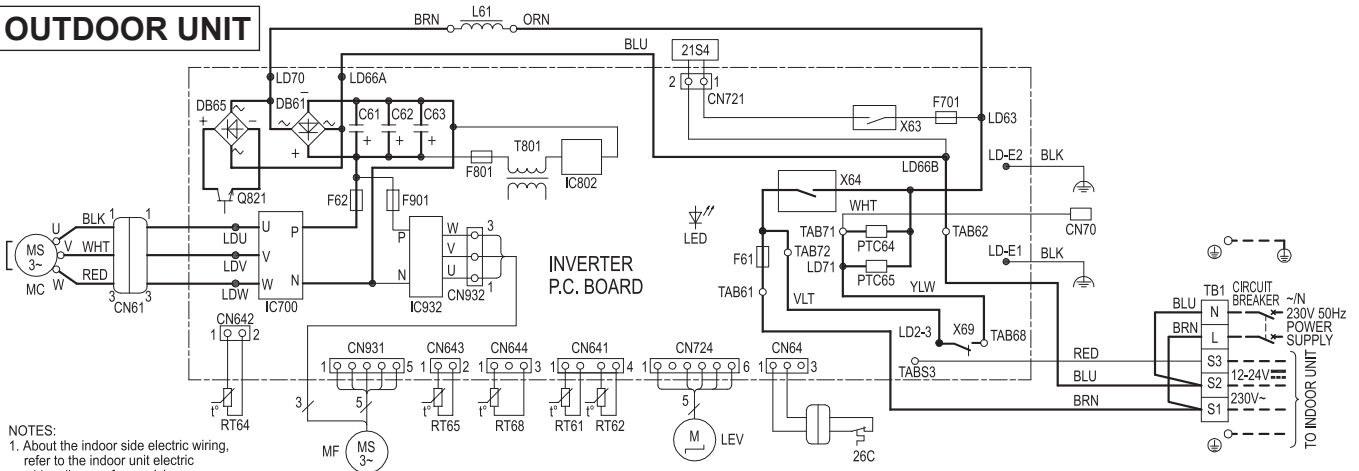 OUTDOOR UNIT
BRN L61 ORN
BLU
21S4
2 1
CN721
LD70 LD66A
DB65 DB61
C61 C62 C63
X63 F701 LD63
T801
F801 IC802
LD66B
LD-E2 BLK
Q821
F62 F901
X64
WHT
CN70
LED
TAB71 PTC64 TAB62
TAB72
LD71
PTC65
LD-E1 BLK
F61
TAB61
VLT YLW
LD2-3 X69 TAB68
TABS3
U BLK 1 1 LDU U P
MS 3~ V WHT LDV V
MC W RED 3 3 LDW W N
CN61
IC700
P N IC932
W V U 3 1 CN932
INVERTER
P.C. BOARD
TB1 CIRCUIT BREAKER
BLU N ~/N
230V 50Hz
BRN L POWER SUPPLY
RED S3
12-24V
BLU S2
230V~
BRN S1
TO INDOOR UNIT
CN642
1 2
CN931
1 5
CN643
1 2
CN644
1 3
CN641
1 4
CN724
1 6
CN64
1 3
t° RT64
3 5
MF MS 3~
t° RT65
t° RT68
t° RT61
t° RT62
5
M LEV
26C
NOTES:
1. About the indoor side electric wiring,
refer to the indoor unit electric